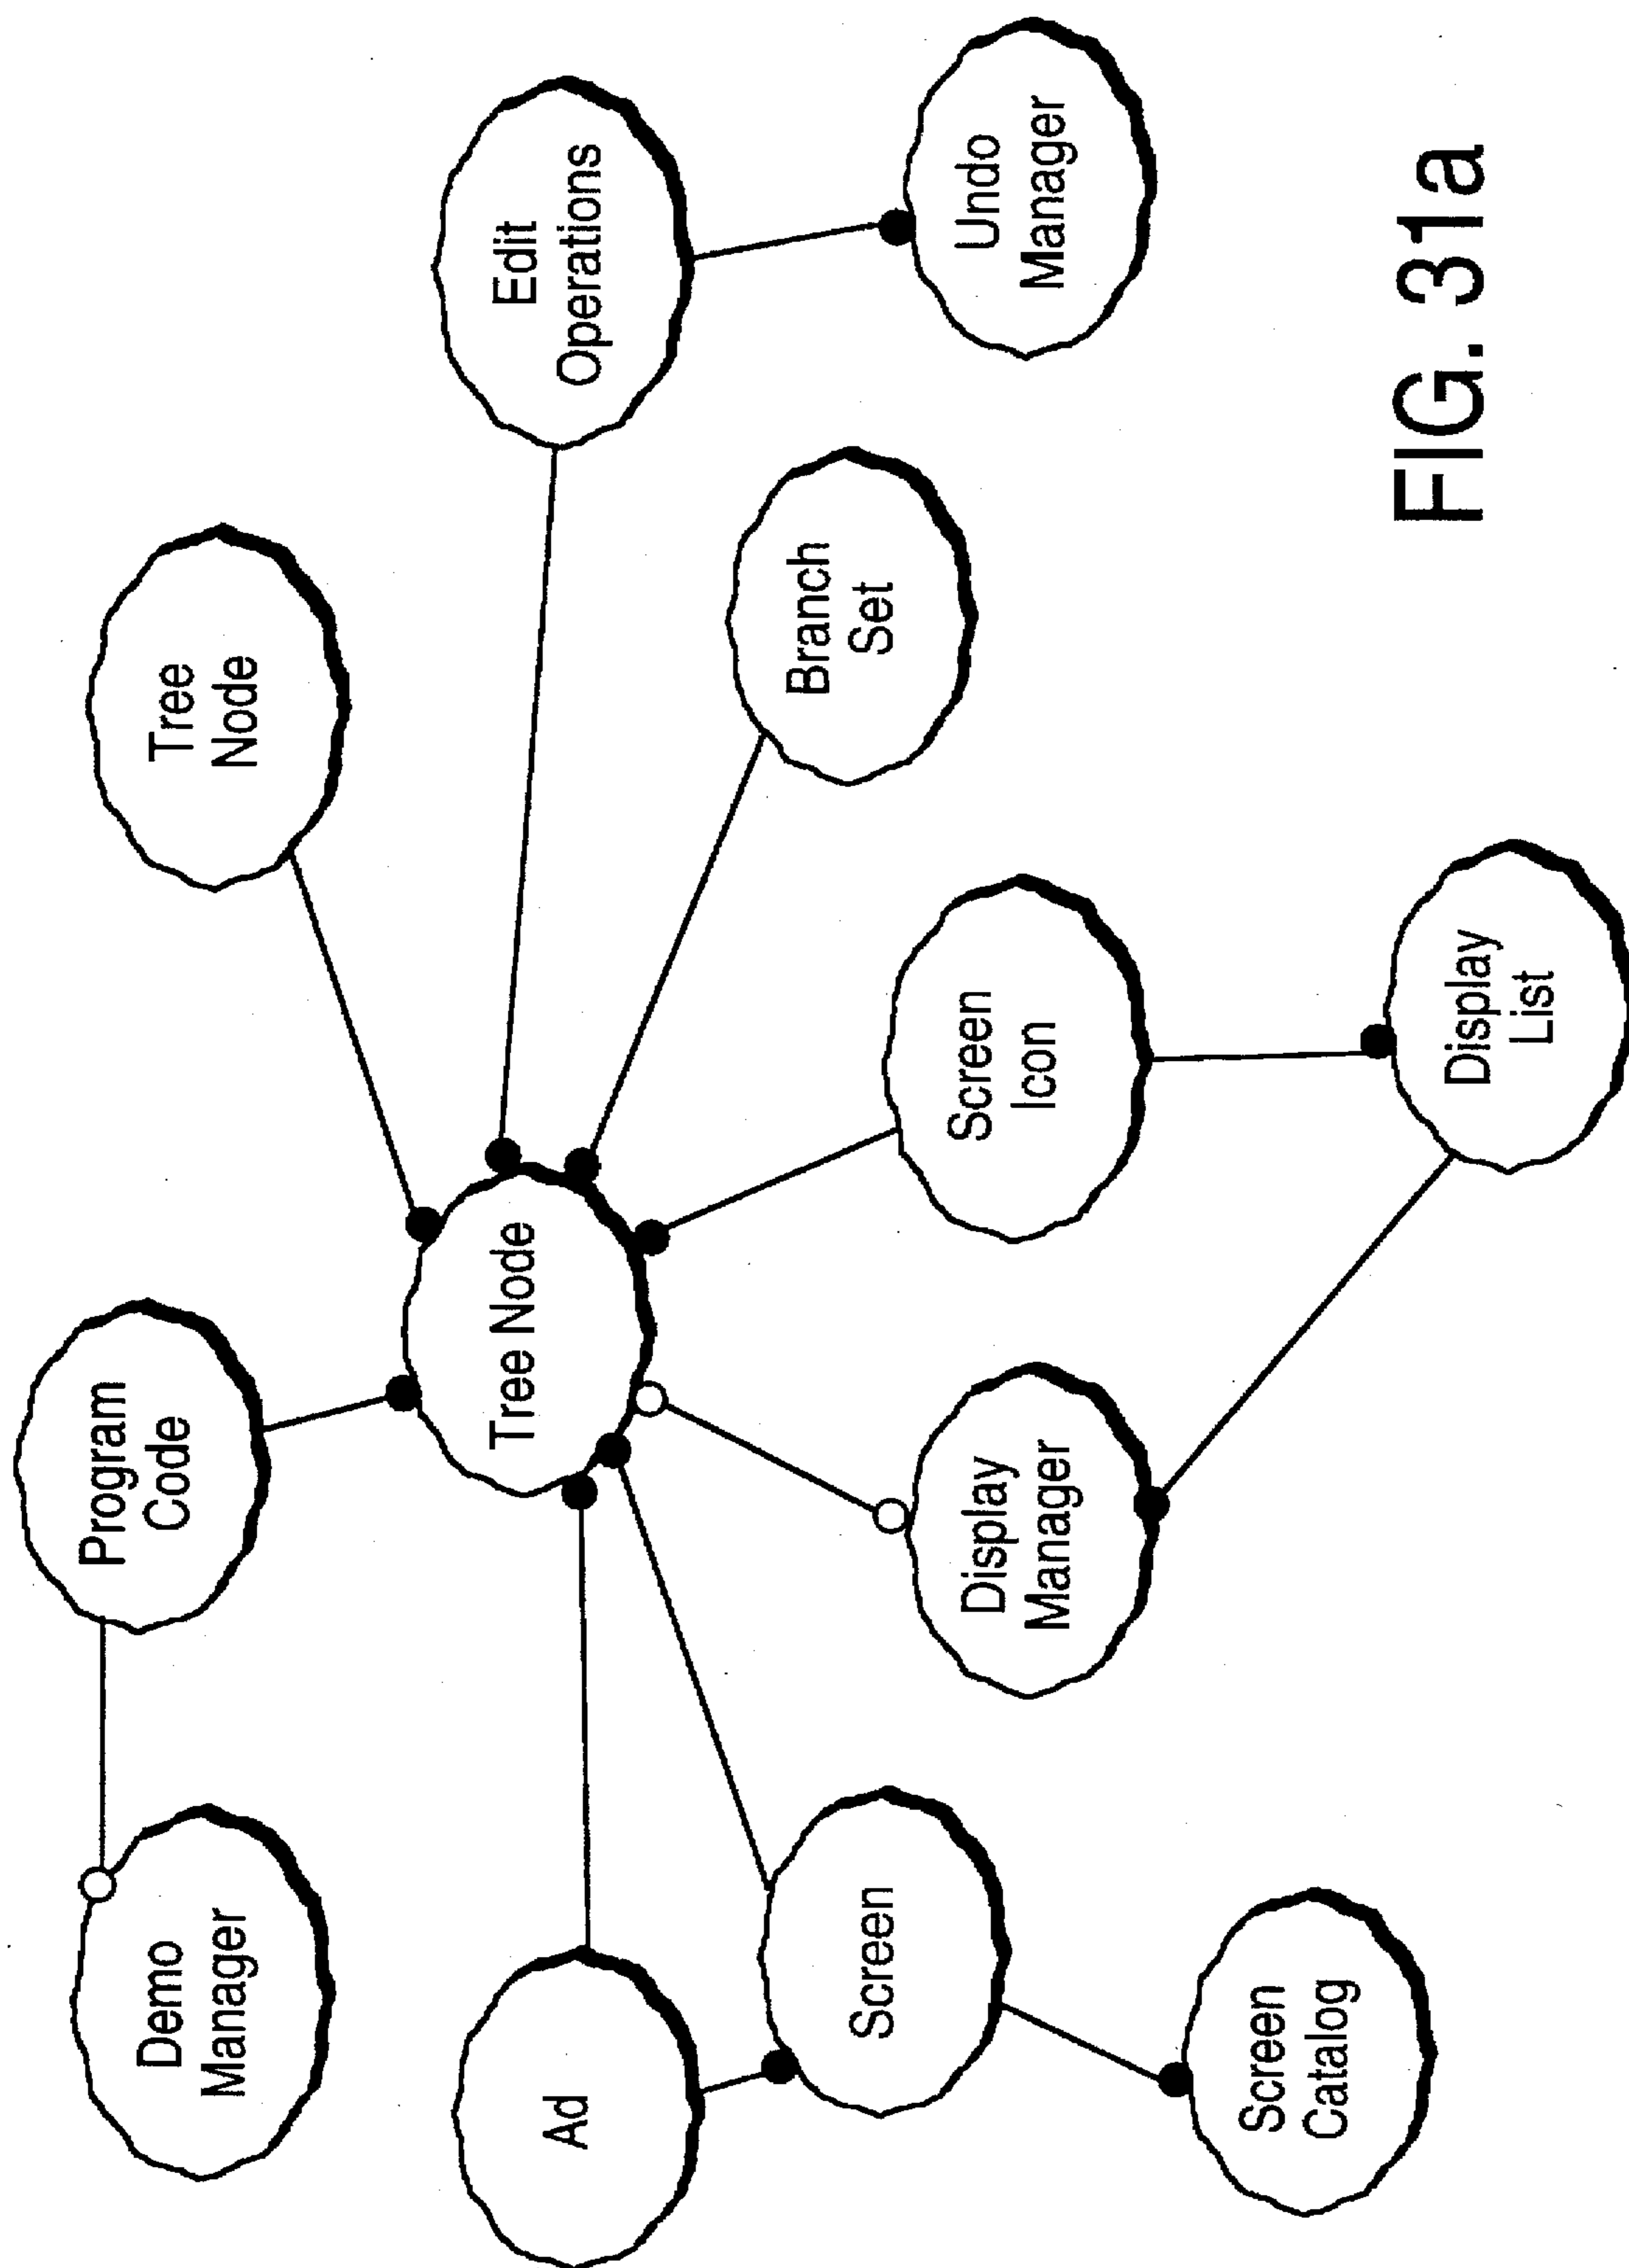 Demo
Manager
Program
Code
Tree
Node
Ad
Tree Node
Edit
Operations
Screen
Display
Manager
Screen
Icon
Branch
Set
Undo
Manager
Screen
Catalog
Display
List
FIG. 31a